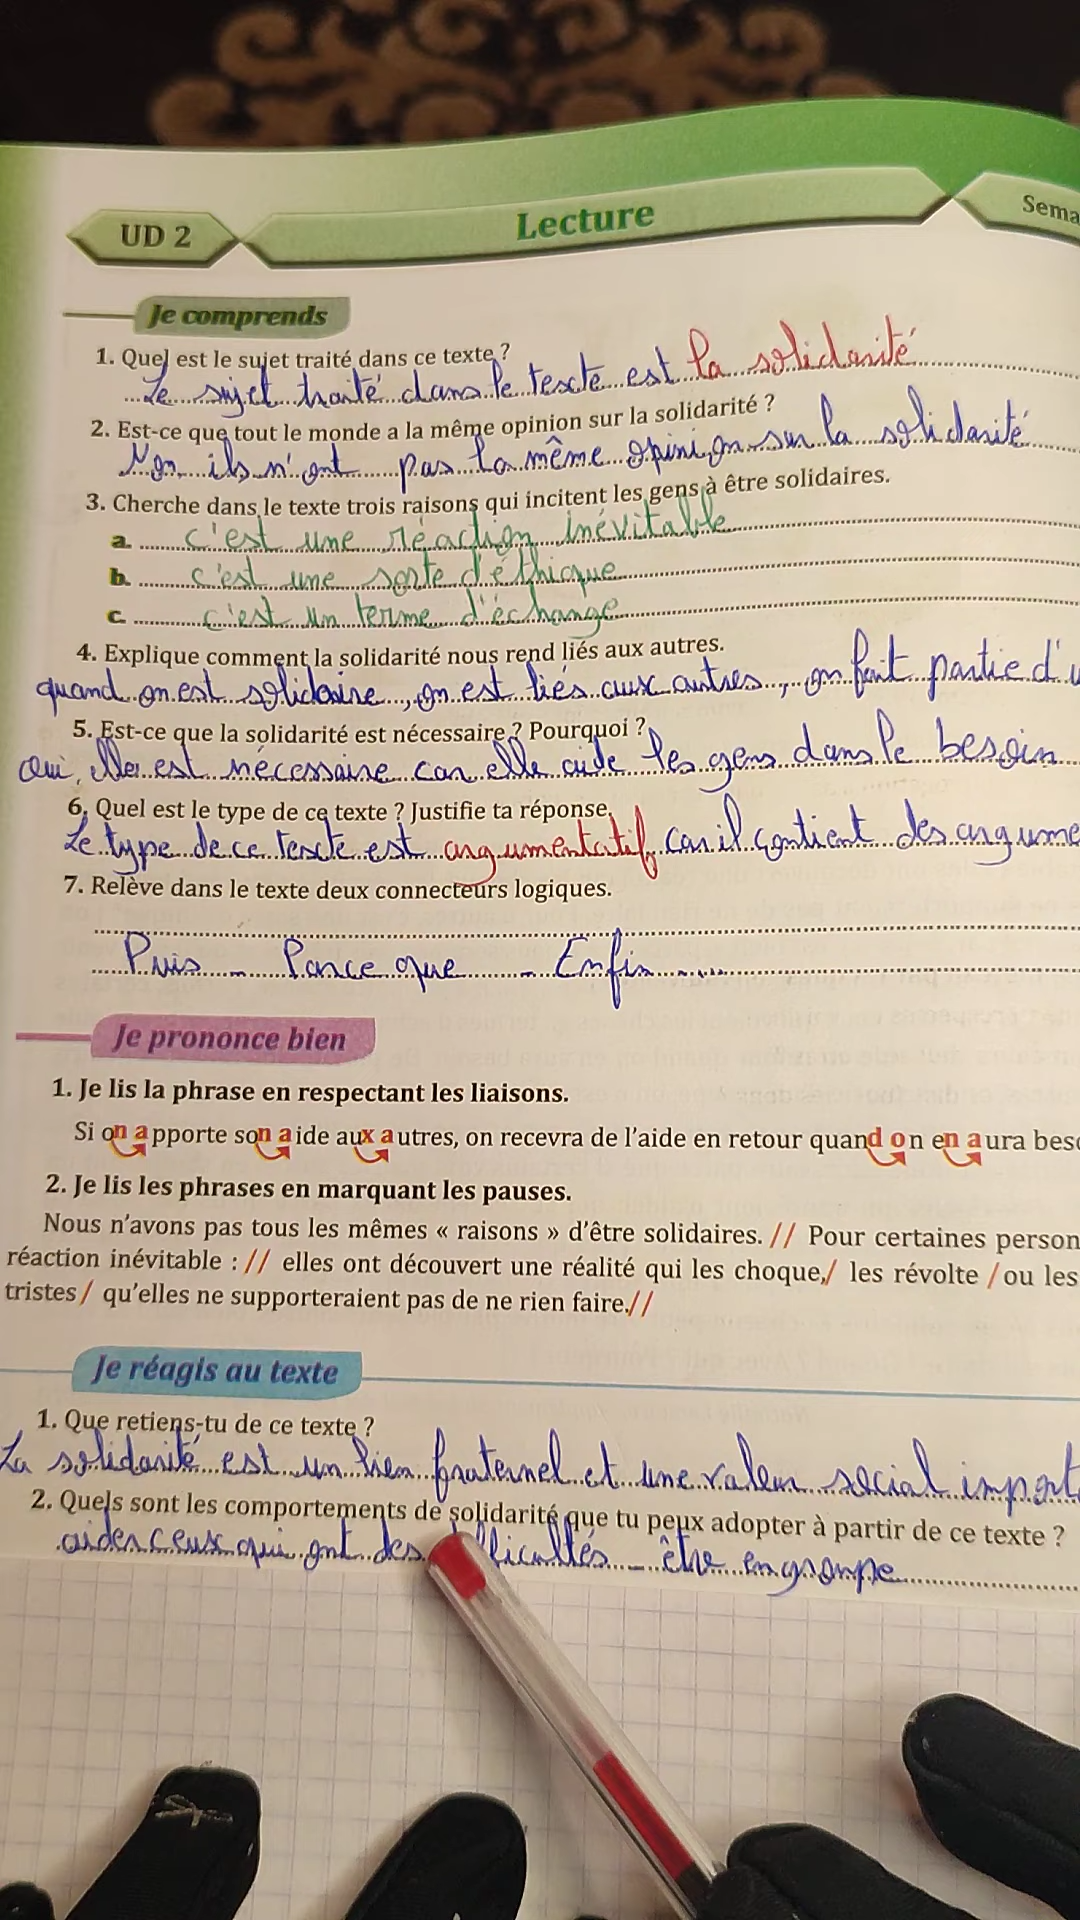 UD 2
Lecture
Sema
Je comprends
1. Quel est le sujet traité dans ce texte ?
Le sujet traité dans le texcte est la solidarité
2. Est-ce que tout le monde a la même opinion sur la solidarité ?
Non, ils n'ont pas la même opinion sur la solidarité
3. Cherche dans le texte trois raisons qui incitent les gens à être solidaires.
a. c'est une réaction inévitable
b. c'est une sorte d'éthique
c. c'est un terme d'échange
4. Explique comment la solidarité nous rend liés aux autres.
quand on est solidaire, on est liés aux autres, on fait partie d'u
5. Est-ce que la solidarité est nécessaire ? Pourquoi ?
oui, elle est nécessaire car elle aide les gens dans le besoin
6. Quel est le type de ce texte ? Justifie ta réponse.
Le type de ce texcte est argumentatif car il contient des argume
7. Relève dans le texte deux connecteurs logiques.
Puis - Parce que - Enfin
Je prononce bien
1. Je lis la phrase en respectant les liaisons.
Si on apporte son aide aux autres, on recevra de l'aide en retour quand on en aura beso
2. Je lis les phrases en marquant les pauses.
Nous n'avons pas tous les mêmes « raisons » d'être solidaires. // Pour certaines person
réaction inévitable : // elles ont découvert une réalité qui les choque,/ les révolte /ou les
tristes/ qu'elles ne supporteraient pas de ne rien faire.//
Je réagis au texte
1. Que retiens-tu de ce texte ?
La solidarité est un lien fraternel et une valeur social import
2. Quels sont les comportements de solidarité que tu peux adopter à partir de ce texte ?
aider ceux qui ont des difficultés - être en groupe